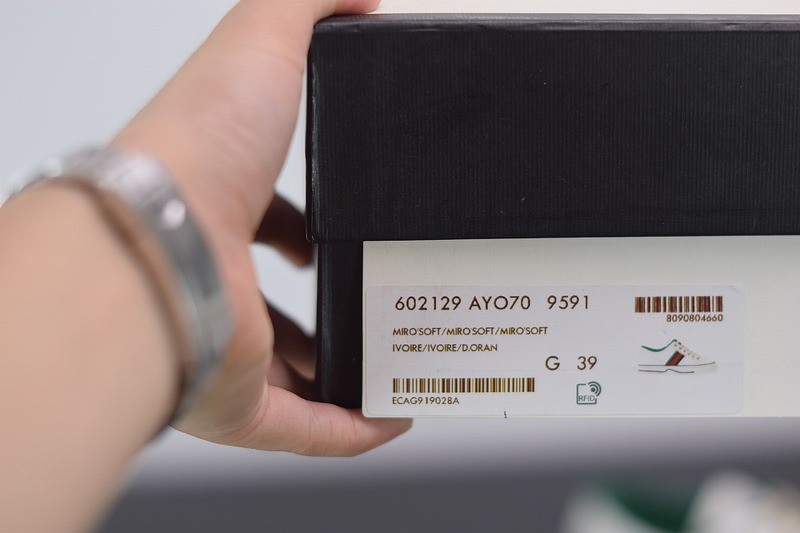 602129 AYO70 9591
8090804660
MIRO'SOFT/MIRO'SOFT/MIRO'SOFT
IVOIRE/IVOIRE/D.ORAN
G 39
ECAG919028A
RFID